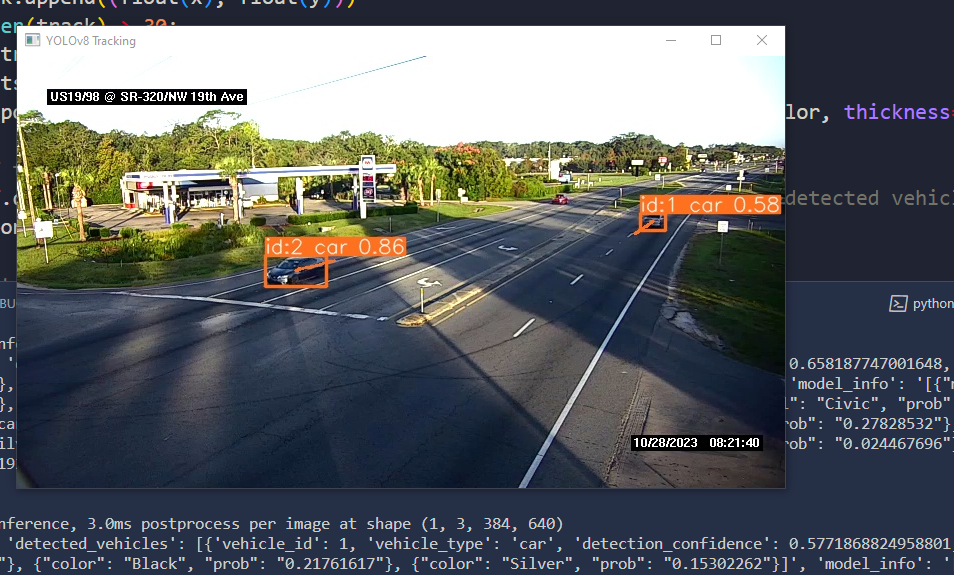 k.append((float(x), float(y)))
en(track) > 30:
YOLOv8 Tracking
US19/98 @ SR-320/NW 19th Ave
lor, thickness=
detected vehicl
id:1 car 0.58
id:2 car 0.86
python
0.658187747001648,
'model_info': '[{"
": "Civic", "prob"
ob": "0.27828532"},
ob": "0.024467696"}
10/28/2023 08:21:40
nference, 3.0ms postprocess per image at shape (1, 3, 384, 640)
'detected_vehicles': [{'vehicle_id': 1, 'vehicle_type': 'car', 'detection_confidence': 0.5771868824958801,
"}, {"color": "Black", "prob": "0.21761617"}, {"color": "Silver", "prob": "0.15302262"}]', 'model_info': '